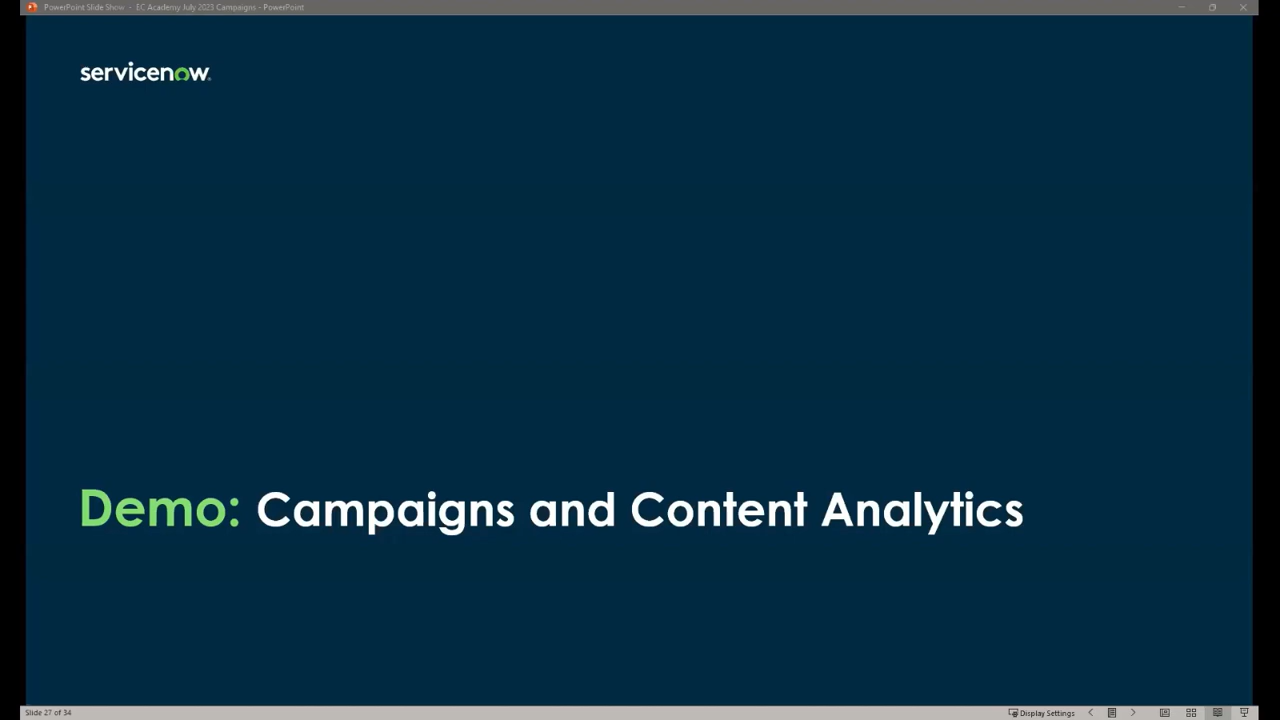 PowerPoint Slide Show - EC Academy July 2023 Campaigns - PowerPoint
servicenow.
Demo: Campaigns and Content Analytics
Slide 27 of 34
Display Settings